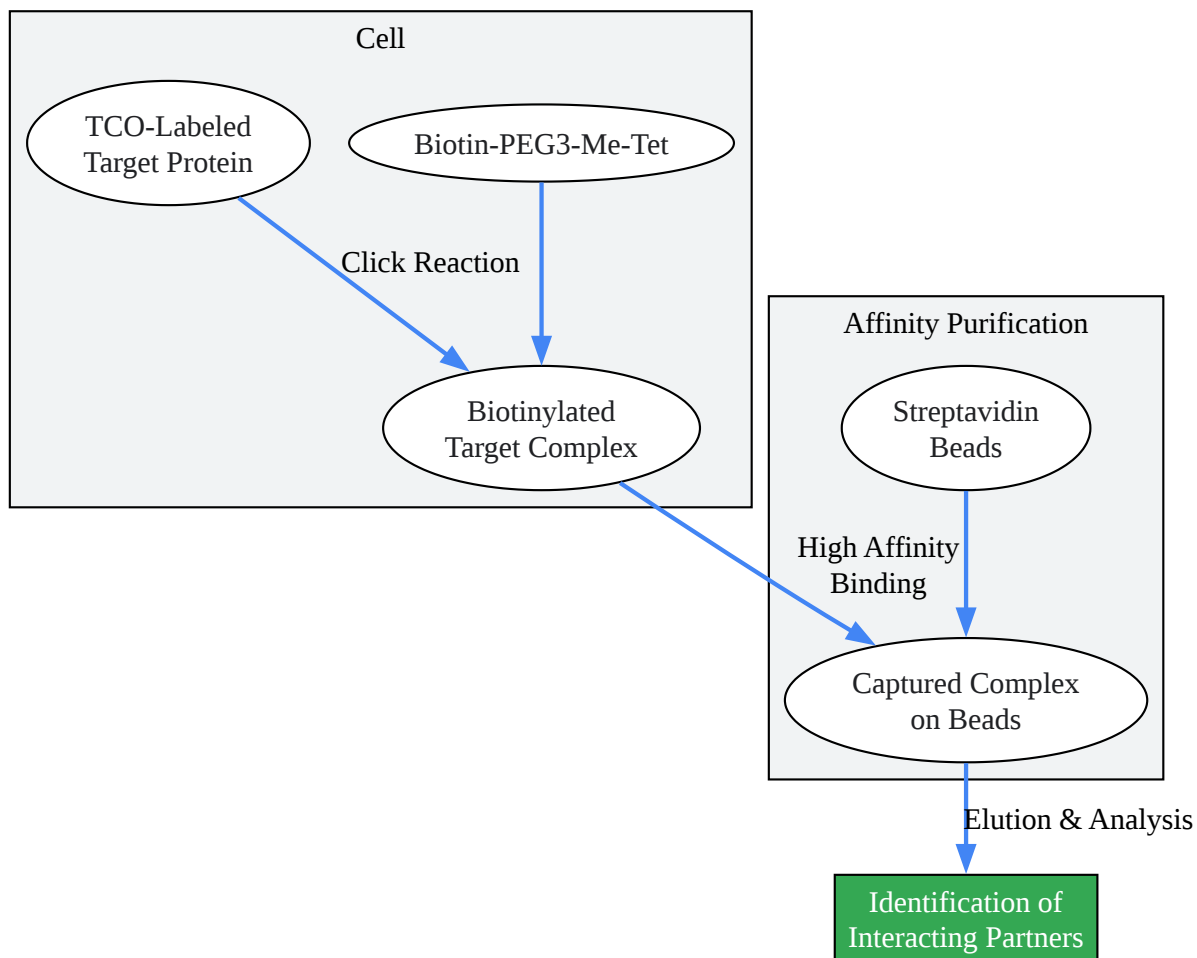 Cell
TCO-Labeled
Target Protein
Biotin-PEG3-Me-Tet
Click Reaction
Biotinylated
Target Complex
Affinity Purification
Streptavidin
Beads
High Affinity
Binding
Captured Complex
on Beads
Elution & Analysis
Identification of
Interacting Partners